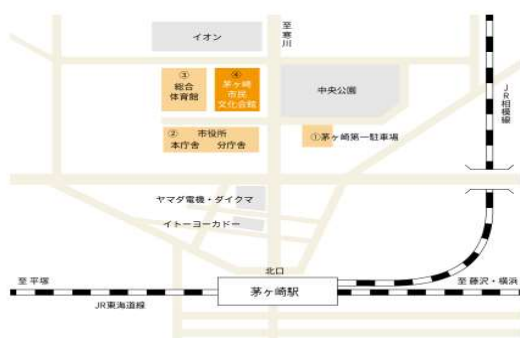 イオン
至寒川
③
総合
体育館
④
茅ヶ崎
市民
文化会館
中央公園
JR相模線
② 市役所
本庁舎 分庁舎
①茅ヶ崎第一駐車場
ヤマダ電機・ダイクマ
イトーヨーカドー
北口
至平塚
茅ヶ崎駅
至藤沢・横浜
JR東海道線